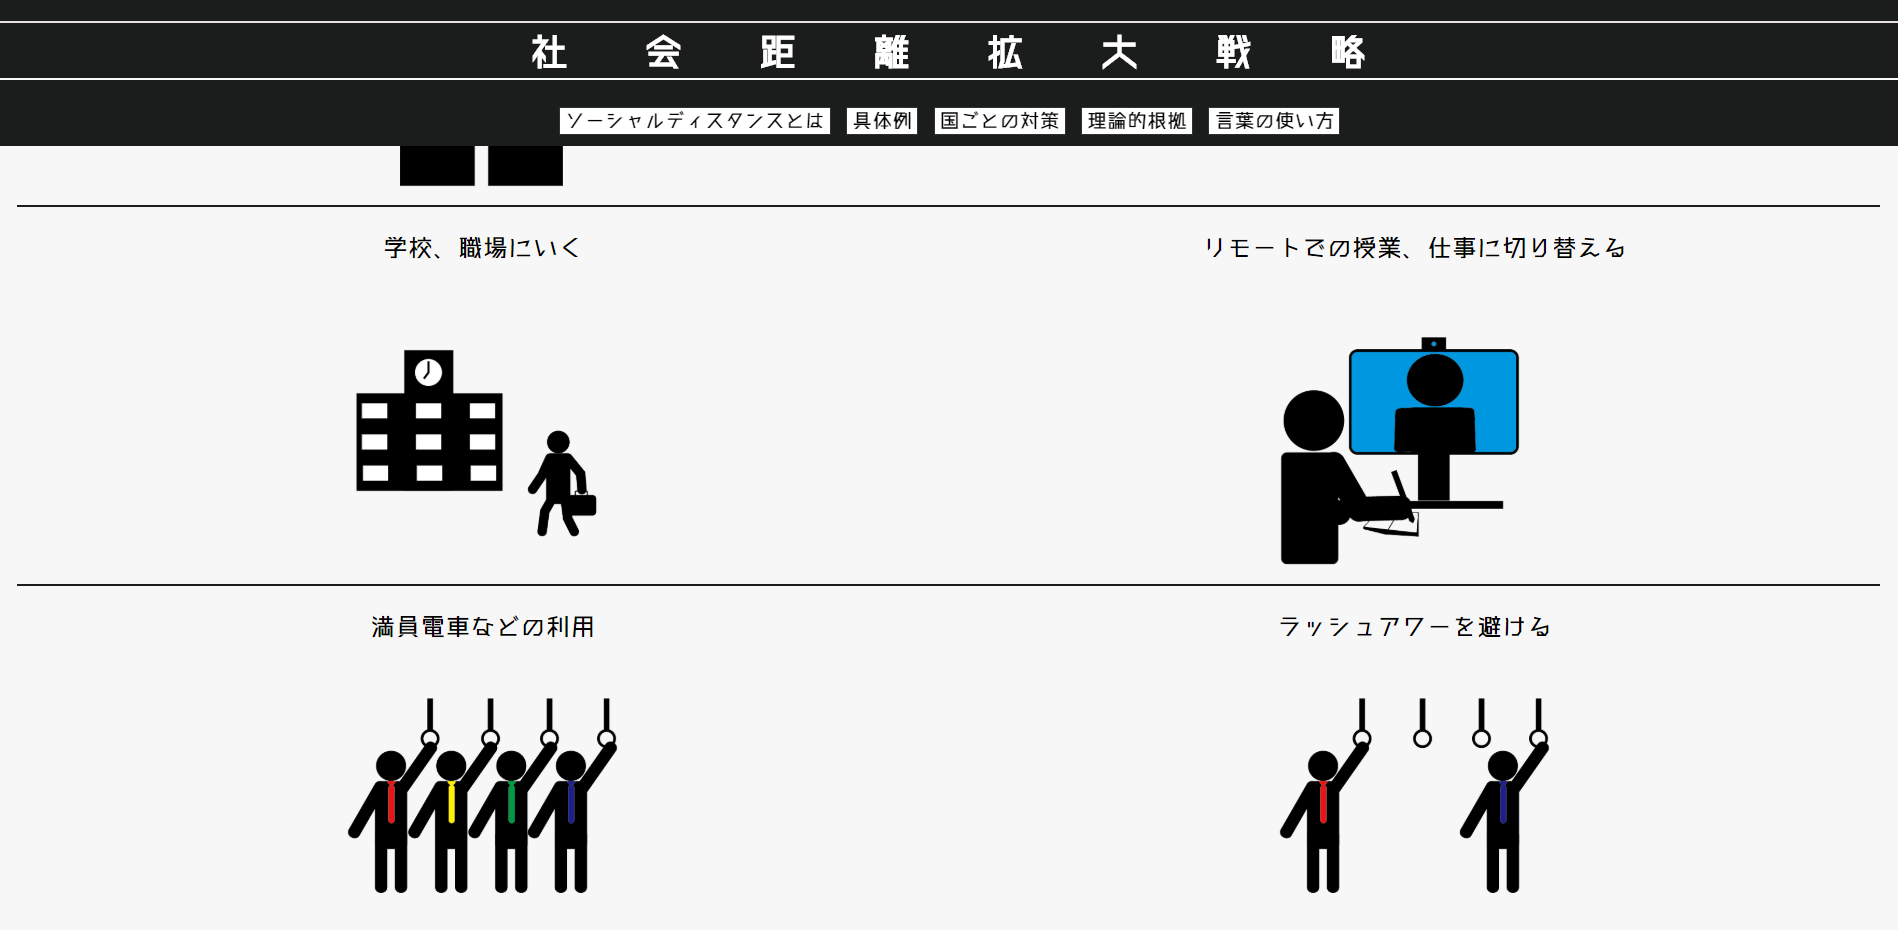 社会距離拡大戦略
ソーシャルディスタンスとは 具体例 国ごとの対策 理論的根拠 言葉の使い方
学校、職場にいく
リモートでの授業、仕事に切り替える
満員電車などの利用
ラッシュアワーを避ける